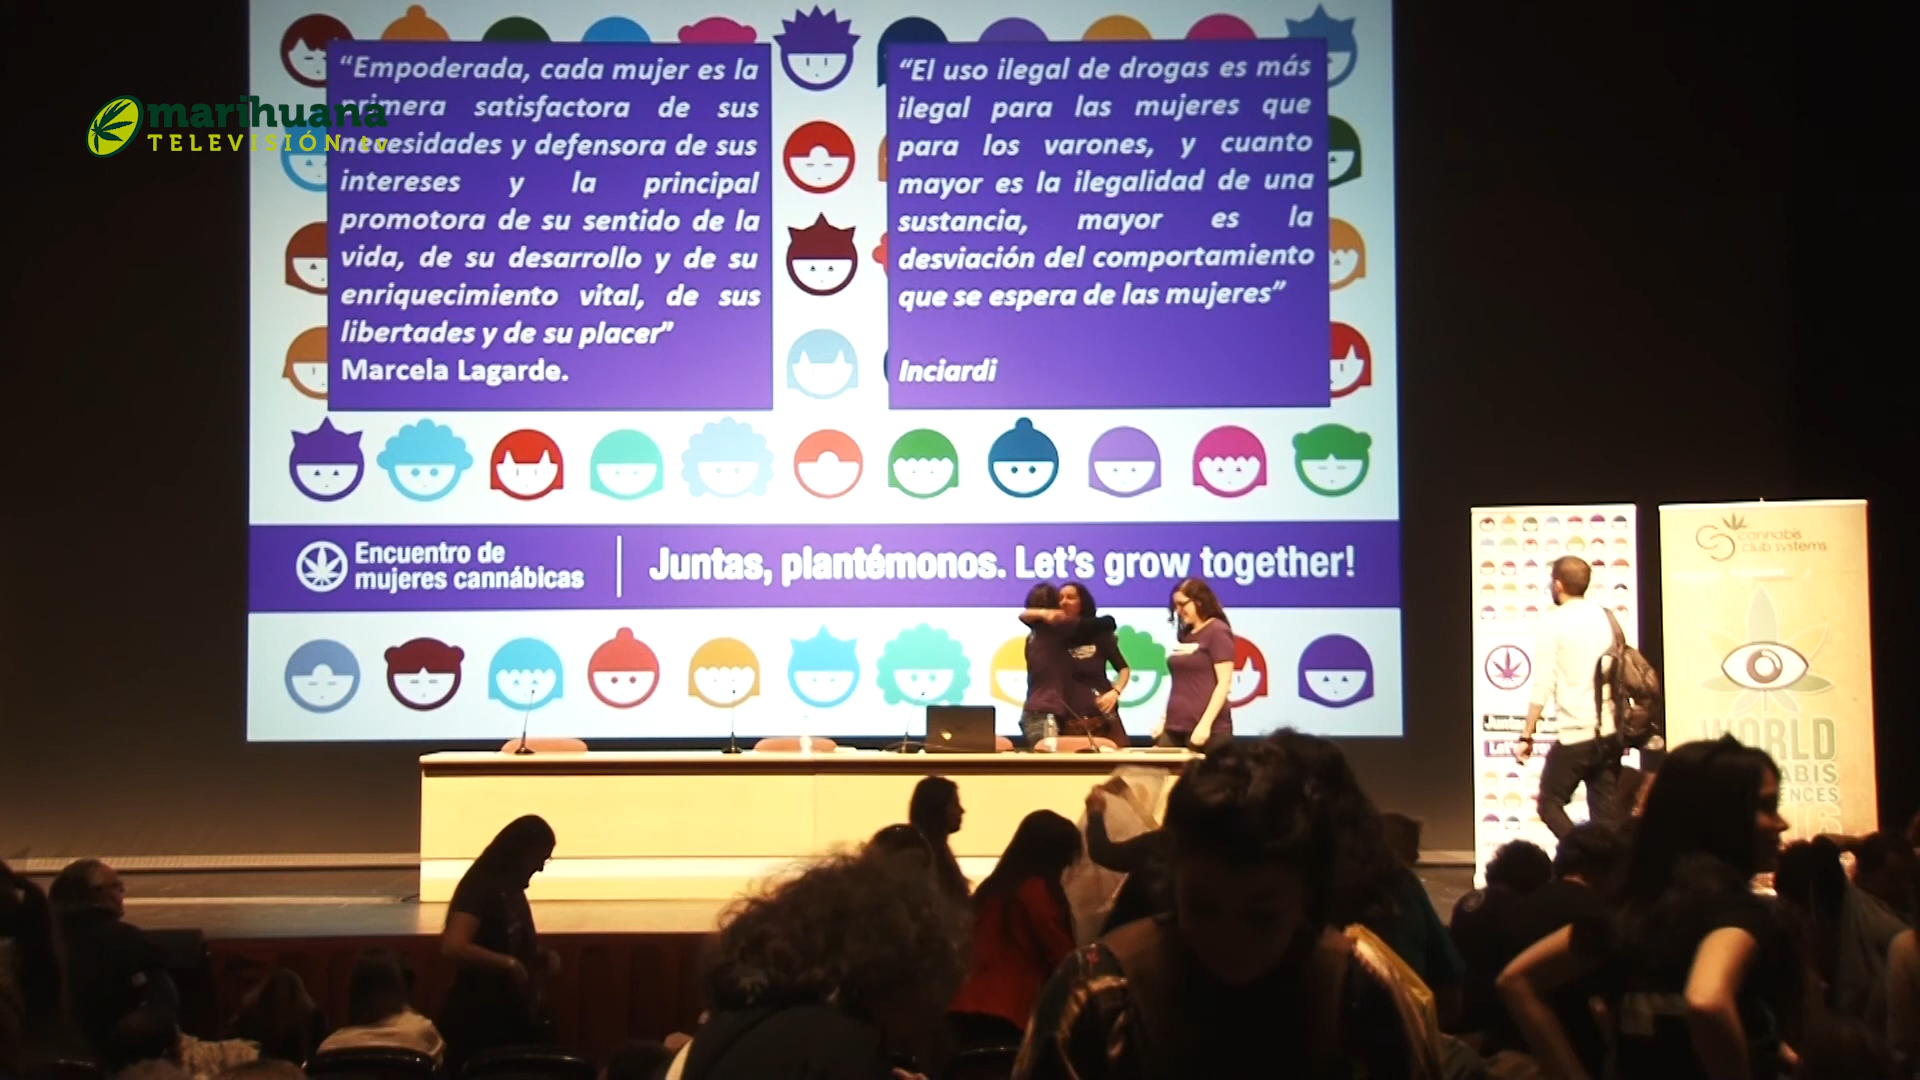 marihuana
TELEVISIÓN.tv
“Empoderada, cada mujer es la
primera satisfactora de sus
necesidades y defensora de sus
intereses y la principal
promotora de su sentido de la
vida, de su desarrollo y de su
enriquecimiento vital, de sus
libertades y de su placer”
Marcela Lagarde.
“El uso ilegal de drogas es más
ilegal para las mujeres que
para los varones, y cuanto
mayor es la ilegalidad de una
sustancia, mayor es la
desviación del comportamiento
que se espera de las mujeres”
Inciardi
Encuentro de
mujeres cannábicas
Juntas, plantémonos. Let's grow together!
cannabis
club systems
WORLD